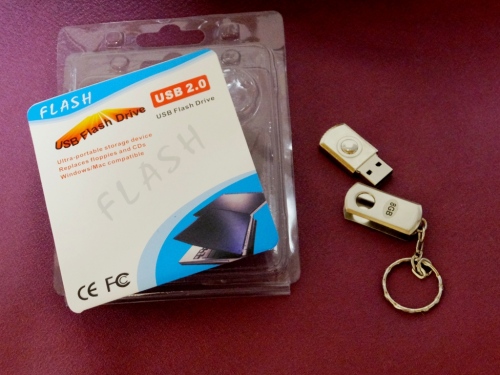 FLASH
USB Flash Drive
USB 2.0
USB Flash Drive
Ultra-portable storage device
Replaces floppies and CDs
Windows/Mac compatible
FLASH
CE FC
8GB